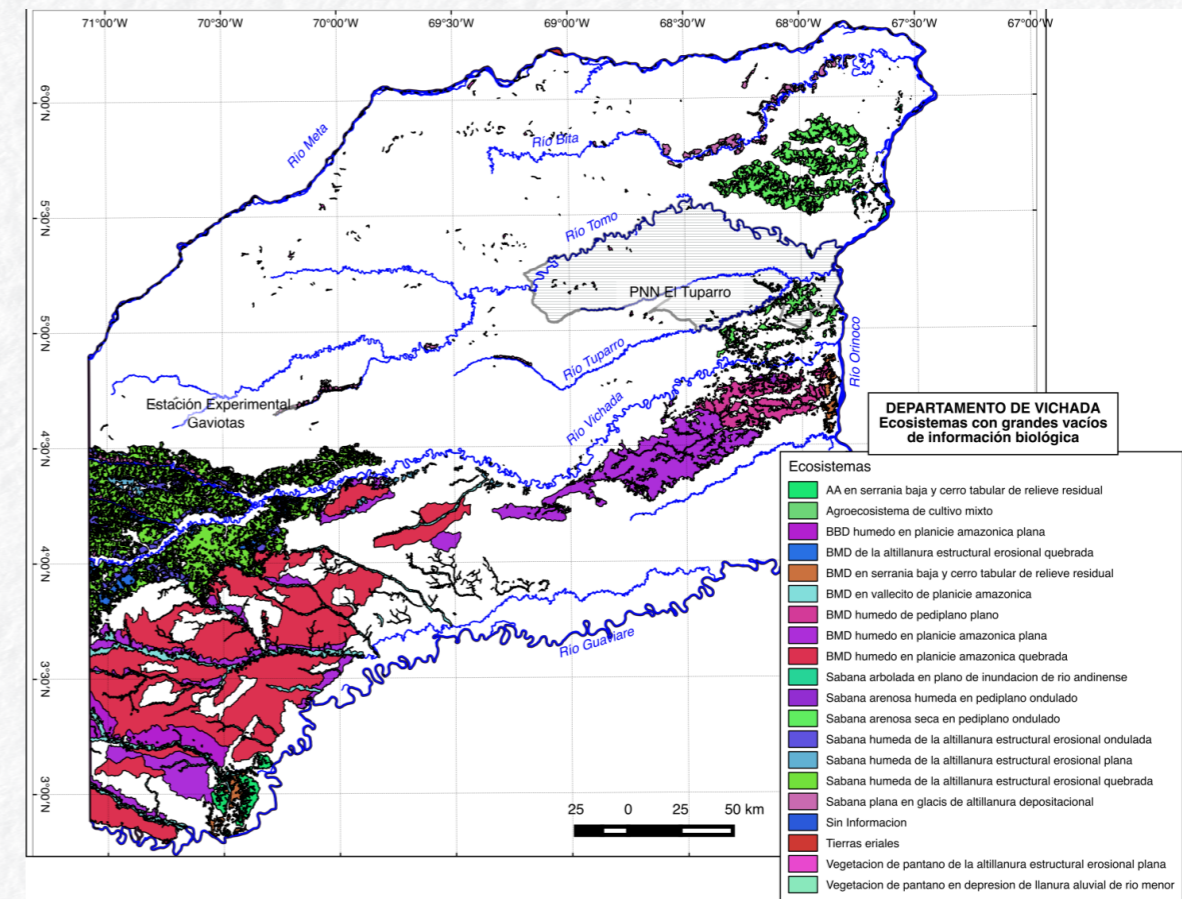 71°00'W
70°30'W
70°00'W
69°30'W
69°00'W
68°30'W
68°00'W
67°30'W
67°00'W
6°00'N
5°30'N
5°00'N
4°30'N
4°00'N
3°30'N
3°00'N
Río Meta
Río Bita
Río Tomo
PNN El Tuparro
Río Tuparro
Río Orinoco
Estación Experimental
Gaviotas
Río Vichada
Río Guaviare
25 0 25 50 km
DEPARTAMENTO DE VICHADA
Ecosistemas con grandes vacíos
de información biológica
Ecosistemas
AA en serrania baja y cerro tabular de relieve residual
Agroecosistema de cultivo mixto
BBD humedo en planicie amazonica plana
BMD de la altillanura estructural erosional quebrada
BMD en serrania baja y cerro tabular de relieve residual
BMD en vallecito de planicie amazonica
BMD humedo de pediplano plano
BMD humedo en planicie amazonica plana
BMD humedo en planicie amazonica quebrada
Sabana arbolada en plano de inundacion de rio andinense
Sabana arenosa humeda en pediplano ondulado
Sabana arenosa seca en pediplano ondulado
Sabana humeda de la altillanura estructural erosional ondulada
Sabana humeda de la altillanura estructural erosional plana
Sabana humeda de la altillanura estructural erosional quebrada
Sabana plana en glacis de altillanura depositacional
Sin Informacion
Tierras eriales
Vegetacion de pantano de la altillanura estructural erosional plana
Vegetacion de pantano en depresion de llanura aluvial de rio menor